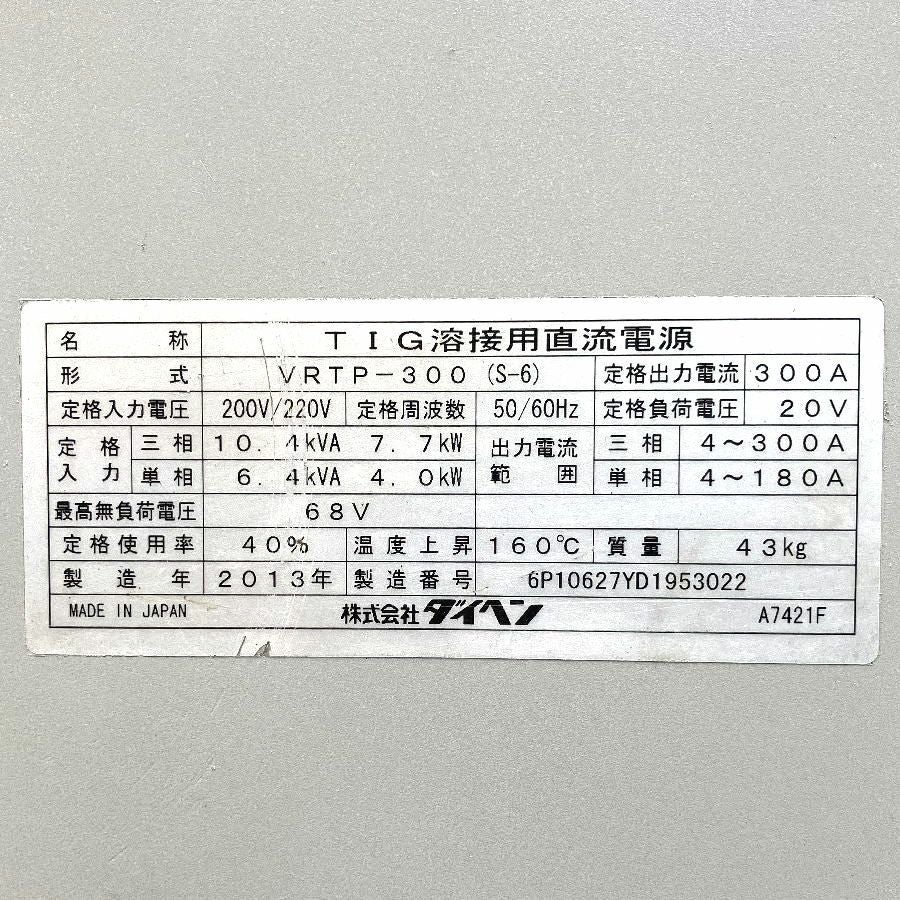 名称 TIG溶接用直流電源
形式 VRTP-300 (S-6) 定格出力電流 300A
定格入力電圧 200V/220V 定格周波数 50/60Hz 定格負荷電圧 20V
定格入力 三相 10.4kVA 7.7kW 出力電流範囲 三相 4～300A
単相 6.4kVA 4.0kW 単相 4～180A
最高無負荷電圧 68V
定格使用率 40% 温度上昇 160℃ 質量 43kg
製造年 2013年 製造番号 6P10627YD1953022
MADE IN JAPAN 株式会社ダイヘン A7421F